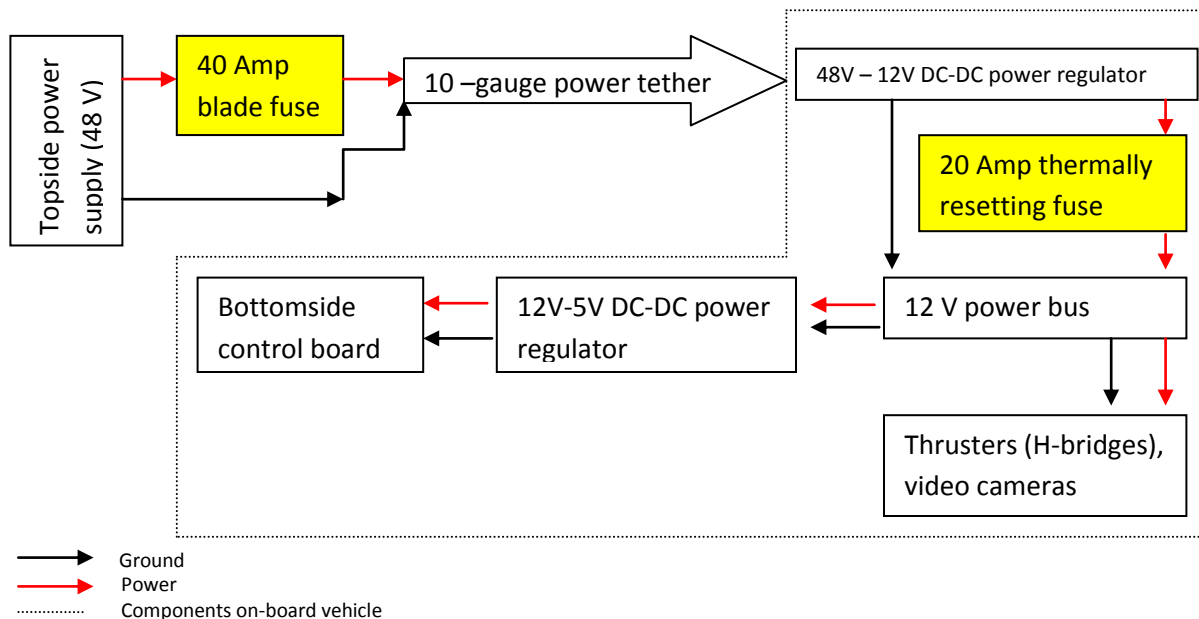 Topside power
supply (48 V)
40 Amp
blade fuse
10 –gauge power tether
48V – 12V DC-DC power regulator
20 Amp thermally
resetting fuse
Bottomside
control board
12V-5V DC-DC power
regulator
12 V power bus
Thrusters (H-bridges),
video cameras
Ground
Power
Components on-board vehicle